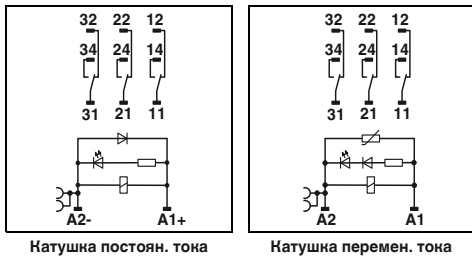 32 22 12
34 24 14
31 21 11
A2- A1+
Катушка постоян. тока
32 22 12
34 24 14
31 21 11
A2 A1
Катушка перемен. тока